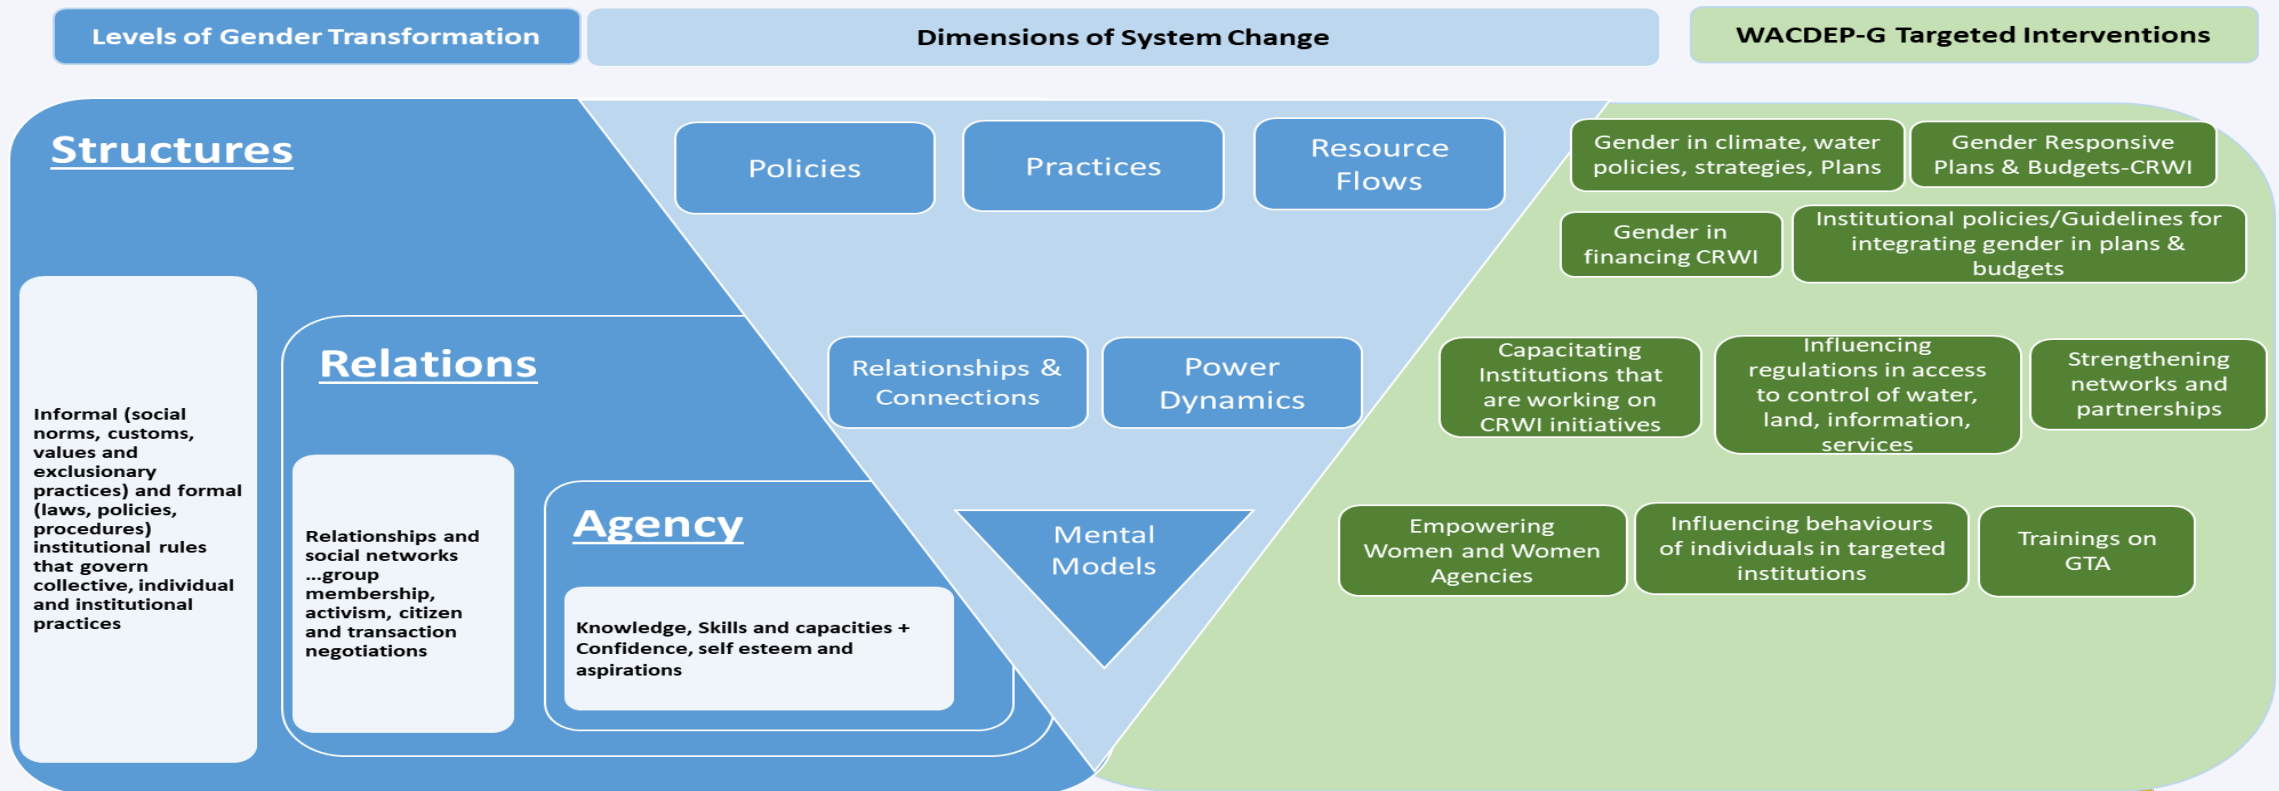 Levels of Gender Transformation
Dimensions of System Change
WACDEP-G Targeted Interventions
Structures
Informal (social
norms, customs,
values and
exclusionary
practices) and formal
(laws, policies,
procedures)
institutional rules
that govern
collective, individual
and institutional
practices
Relations
Relationships and
social networks
...group
membership,
activism, citizen
and transaction
negotiations
Agency
Knowledge, Skills and capacities +
Confidence, self esteem and
aspirations
Policies
Practices
Resource
Flows
Relationships &
Connections
Power
Dynamics
Mental
Models
Gender in climate, water
policies, strategies, Plans
Gender Responsive
Plans & Budgets-CRWI
Gender in
financing CRWI
Institutional policies/Guidelines for
integrating gender in plans &
budgets
Capacitating
Institutions that
are working on
CRWI initiatives
Influencing
regulations in access
to control of water,
land, information,
services
Strengthening
networks and
partnerships
Empowering
Women and Women
Agencies
Influencing behaviours
of individuals in targeted
institutions
Trainings on
GTA